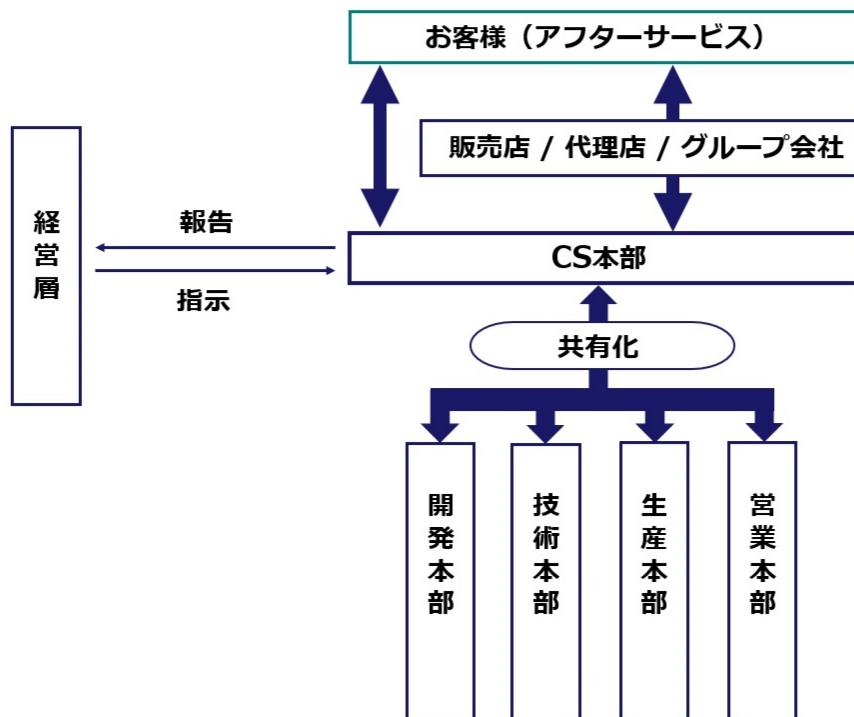 お客様（アフターサービス）
販売店 / 代理店 / グループ会社
経営層
報告
指示
CS本部
共有化
開発本部
技術本部
生産本部
営業本部